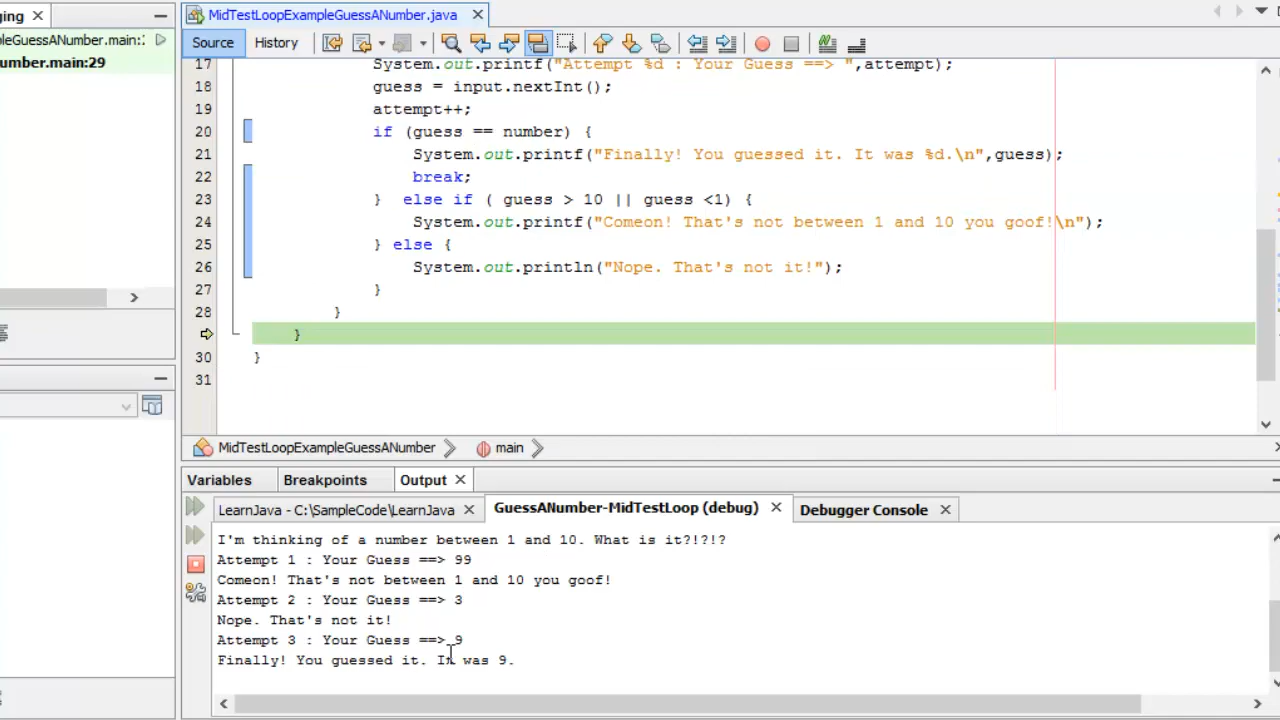 ging
MidTestLoopExampleGuessANumber.java
leGuessANumber.main:
umber.main:29
Source
History
17 System.out.printf("Attempt %d : Your Guess ==> ",attempt);
18 guess = input.nextInt();
19 attempt++;
20 if (guess == number) {
21 System.out.printf("Finally! You guessed it. It was %d.\n",guess);
22 break;
23 } else if ( guess > 10 || guess <1) {
24 System.out.printf("Comeon! That's not between 1 and 10 you goof!\n");
25 } else {
26 System.out.println("Nope. That's not it!");
27 }
28 }
}
30 }
31
MidTestLoopExampleGuessANumber
main
Variables
Breakpoints
Output
LearnJava - C:\SampleCode\LearnJava
GuessANumber-MidTestLoop (debug)
Debugger Console
I'm thinking of a number between 1 and 10. What is it?!?!?
Attempt 1 : Your Guess ==> 99
Comeon! That's not between 1 and 10 you goof!
Attempt 2 : Your Guess ==> 3
Nope. That's not it!
Attempt 3 : Your Guess ==> 9
Finally! You guessed it. It was 9.